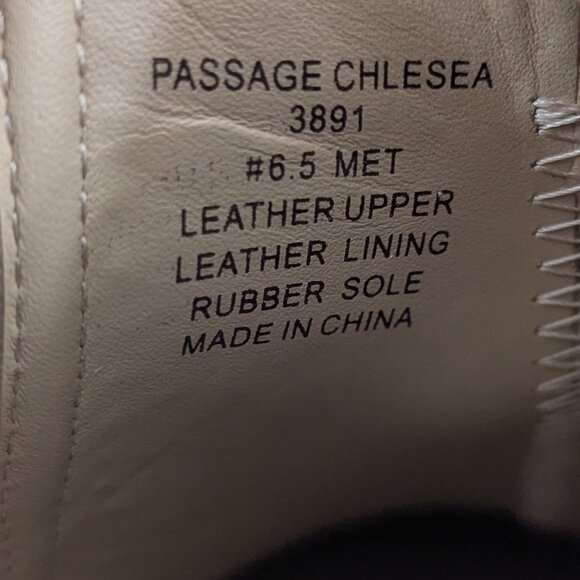 PASSAGE CHLESEA
3891
#6.5 MET
LEATHER UPPER
LEATHER LINING
RUBBER SOLE
MADE IN CHINA